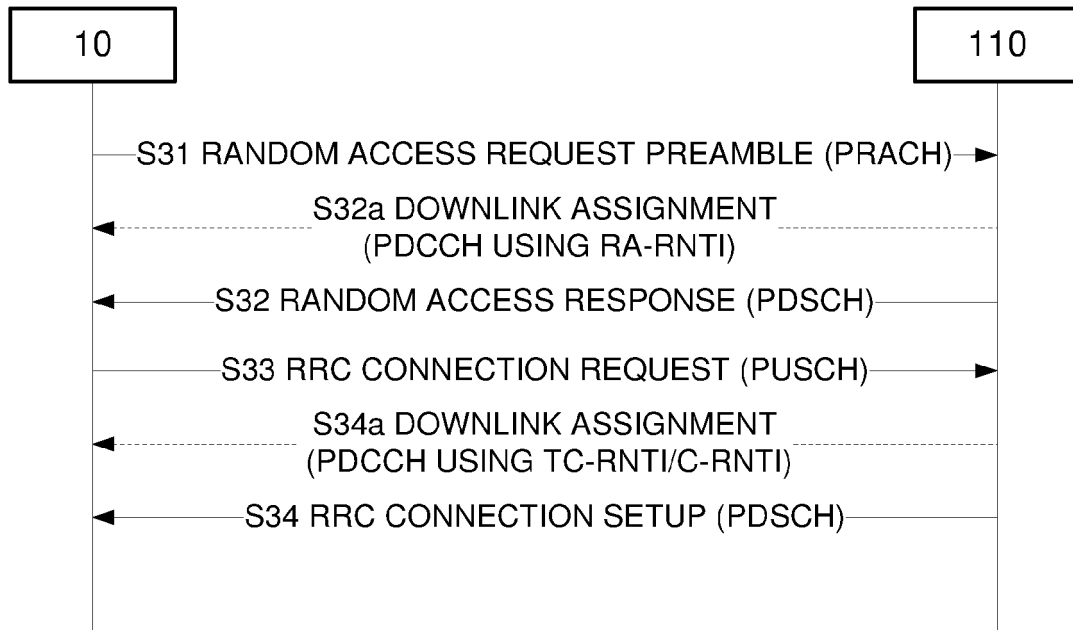 10
110
S31 RANDOM ACCESS REQUEST PREAMBLE (PRACH)
S32a DOWNLINK ASSIGNMENT
(PDCCH USING RA-RNTI)
S32 RANDOM ACCESS RESPONSE (PDSCH)
S33 RRC CONNECTION REQUEST (PUSCH)
S34a DOWNLINK ASSIGNMENT
(PDCCH USING TC-RNTI/C-RNTI)
S34 RRC CONNECTION SETUP (PDSCH)